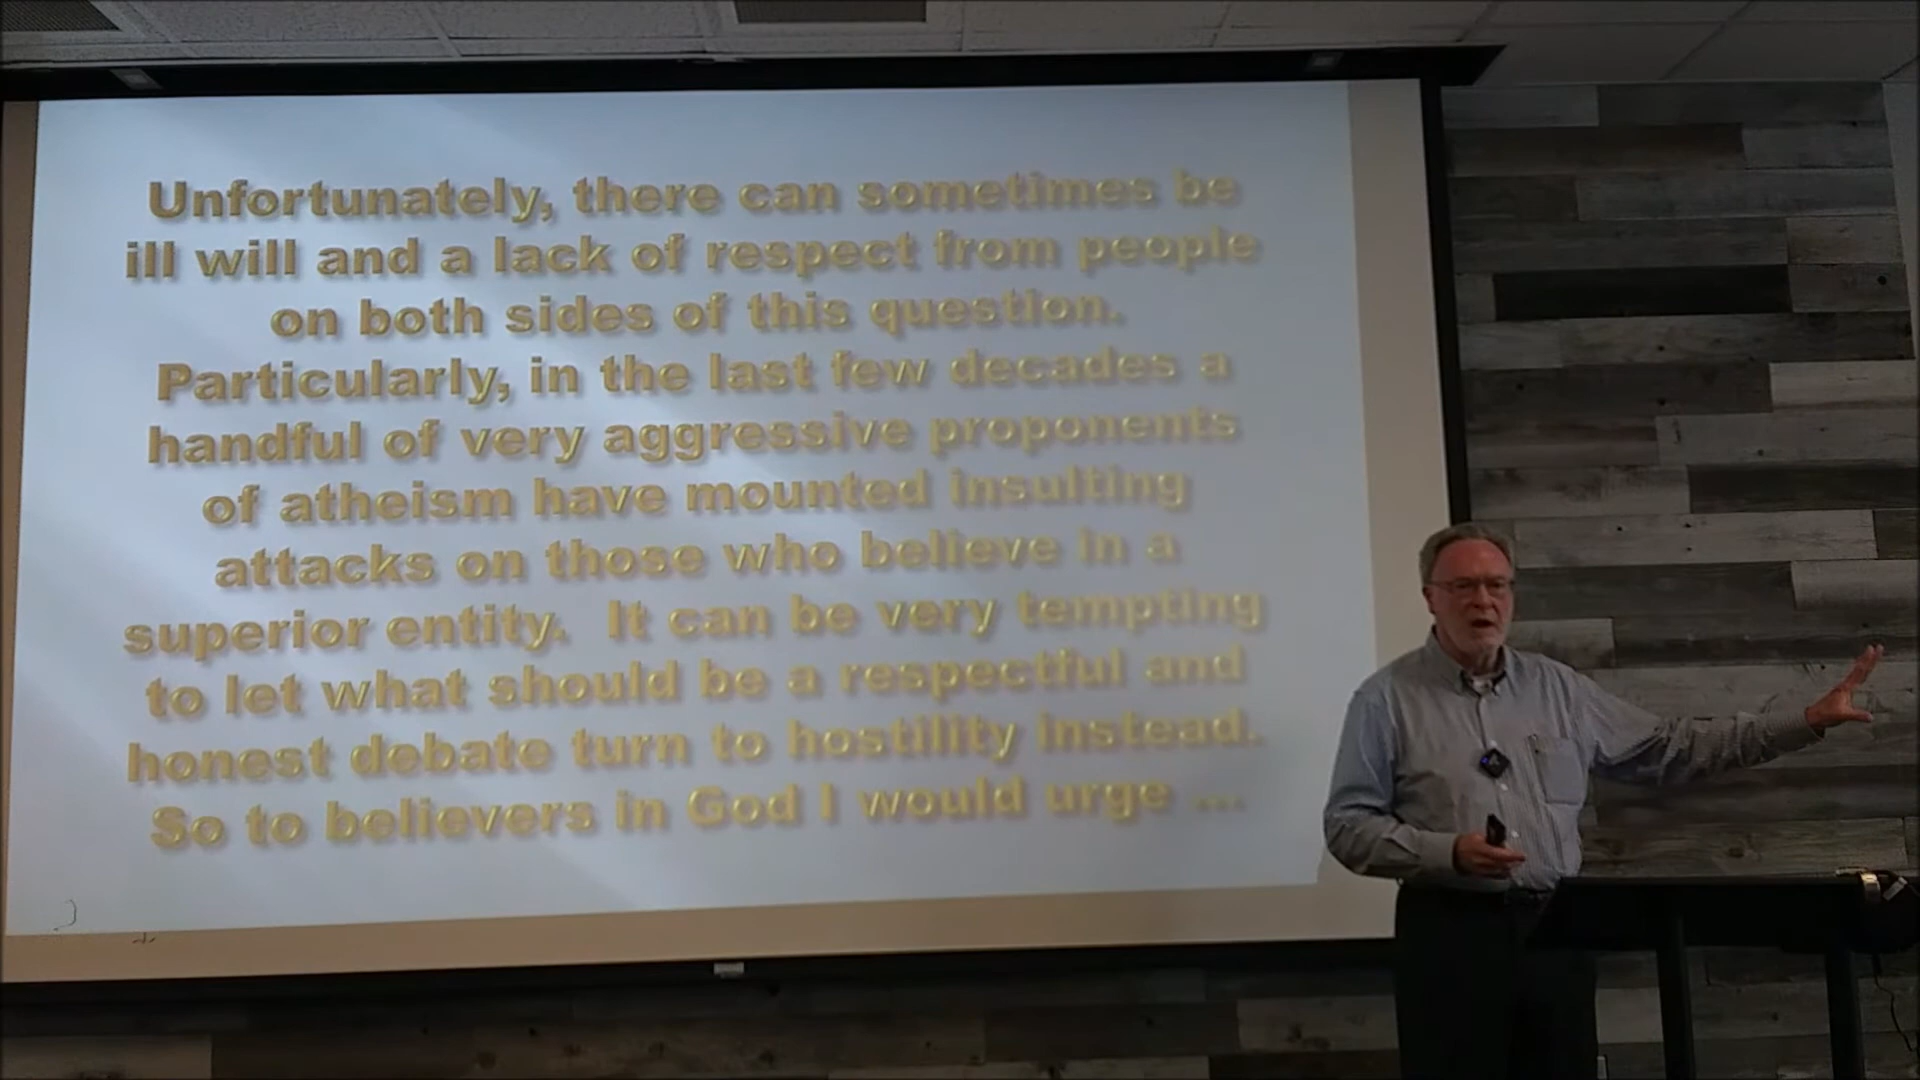 Unfortunately, there can sometimes be
ill will and a lack of respect from people
on both sides of this question.
Particularly, in the last few decades a
handful of very aggressive proponents
of atheism have mounted insulting
attacks on those who believe in a
superior entity. It can be very tempting
to let what should be a respectful and
honest debate turn to hostility instead.
So to believers in God I would urge ...